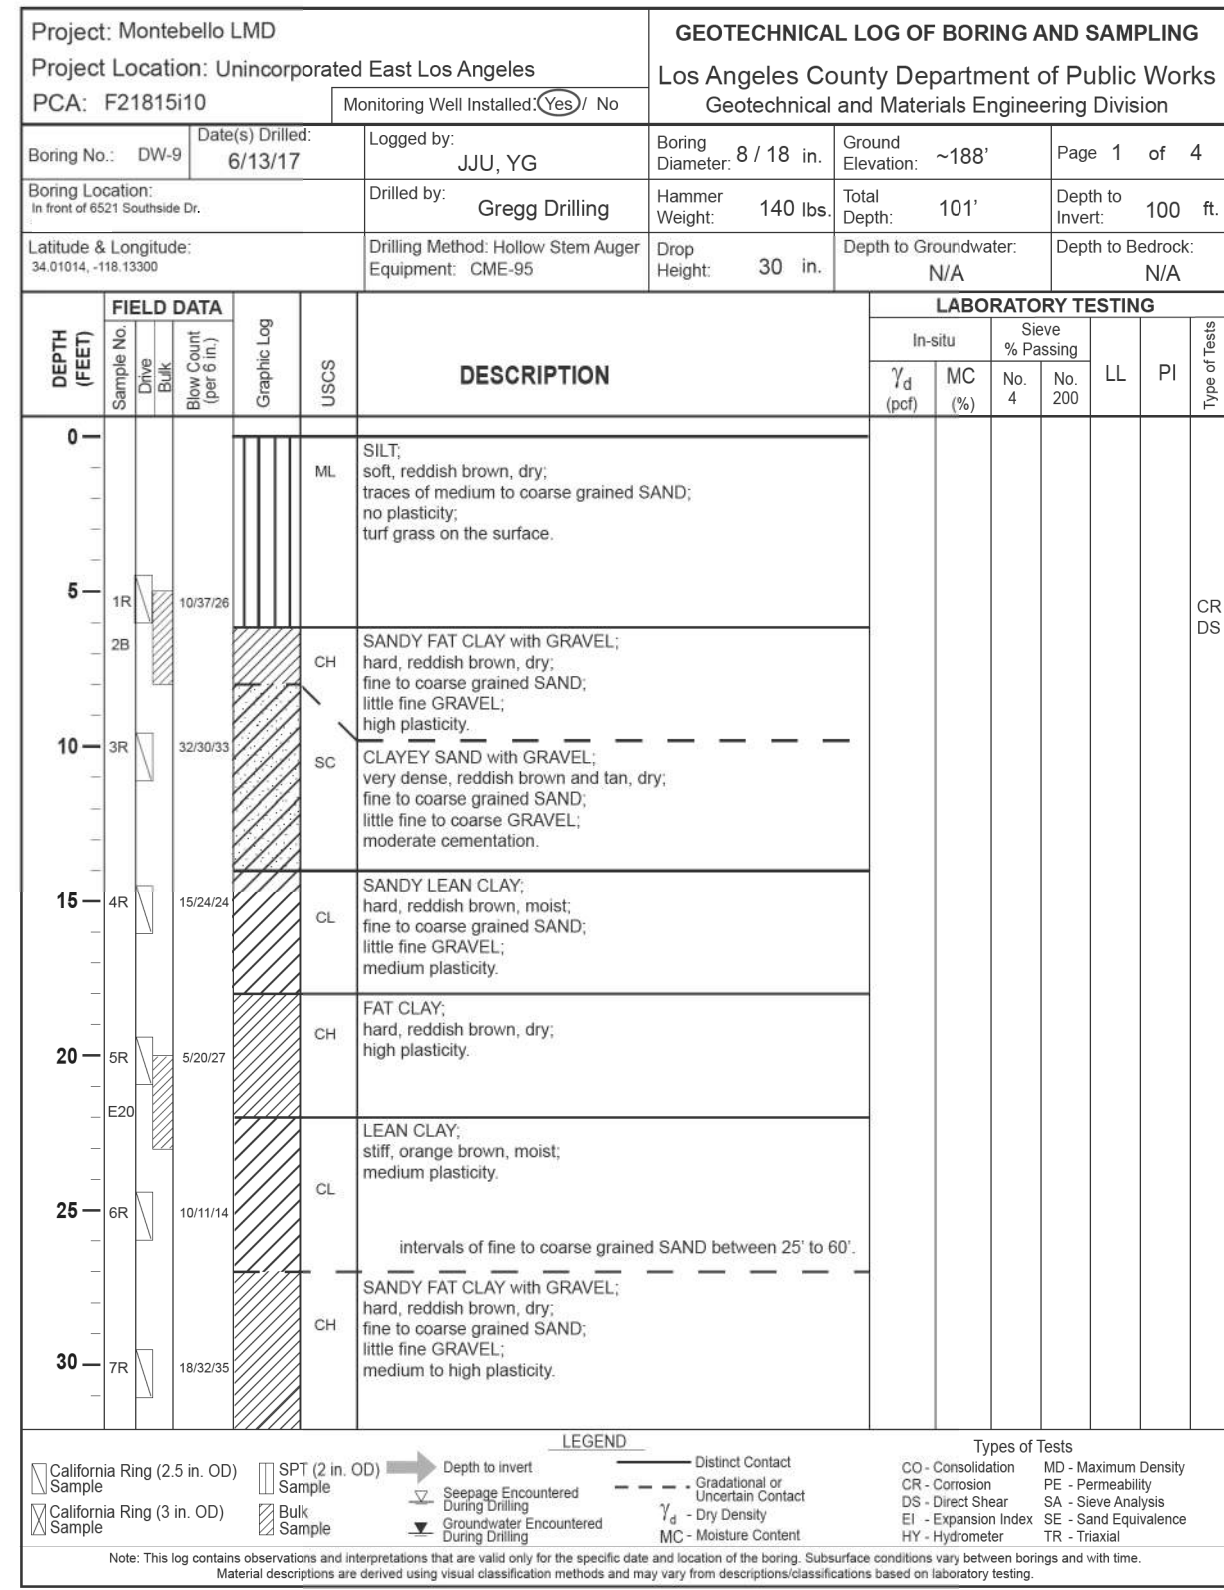 Project: Montebello LMD
Project Location: Unincorporated East Los Angeles
PCA: F21815i10
Monitoring Well Installed: Yes / No
GEOTECHNICAL LOG OF BORING AND SAMPLING
Los Angeles County Department of Public Works
Geotechnical and Materials Engineering Division
Boring No.: DW-9
Date(s) Drilled:
6/13/17
Logged by:
JJU, YG
Boring
Diameter: 8 / 18 in.
Ground
Elevation: ~188’
Page 1 of 4
Boring Location:
In front of 6521 Southside Dr.
Drilled by:
Gregg Drilling
Hammer
Weight: 140 lbs.
Total
Depth: 101’
Depth to
Invert: 100 ft.
Latitude & Longitude:
34.01014, -118.13300
Drilling Method: Hollow Stem Auger
Equipment: CME-95
Drop
Height: 30 in.
Depth to Groundwater:
N/A
Depth to Bedrock:
N/A
DEPTH
(FEET)
FIELD DATA
Sample No.
Drive
Bulk
Blow Count
(per 6 in.)
Graphic Log
USCS
DESCRIPTION
LABORATORY TESTING
In-situ
γd
(pcf)
MC
(%)
Sieve
% Passing
No.
4
No.
200
LL
PI
Type of Tests
0
ML
SILT;
soft, reddish brown, dry;
traces of medium to coarse grained SAND;
no plasticity;
turf grass on the surface.
5
1R
10/37/26
CR
DS
2B
CH
SANDY FAT CLAY with GRAVEL;
hard, reddish brown, dry;
fine to coarse grained SAND;
little fine GRAVEL;
high plasticity.
10
3R
32/30/33
SC
CLAYEY SAND with GRAVEL;
very dense, reddish brown and tan, dry;
fine to coarse grained SAND;
little fine to coarse GRAVEL;
moderate cementation.
15
4R
15/24/24
CL
SANDY LEAN CLAY;
hard, reddish brown, moist;
fine to coarse grained SAND;
little fine GRAVEL;
medium plasticity.
CH
FAT CLAY;
hard, reddish brown, dry;
high plasticity.
20
5R
5/20/27
E20
LEAN CLAY;
stiff, orange brown, moist;
medium plasticity.
CL
25
6R
10/11/14
intervals of fine to coarse grained SAND between 25’ to 60’.
CH
SANDY FAT CLAY with GRAVEL;
hard, reddish brown, dry;
fine to coarse grained SAND;
little fine GRAVEL;
medium to high plasticity.
30
7R
18/32/35
LEGEND
California Ring (2.5 in. OD)
Sample
California Ring (3 in. OD)
Sample
SPT (2 in. OD)
Sample
Bulk
Sample
Depth to invert
Seepage Encountered
During Drilling
Groundwater Encountered
During Drilling
Distinct Contact
Gradational or
Uncertain Contact
γd - Dry Density
MC - Moisture Content
Types of Tests
CO - Consolidation
CR - Corrosion
DS - Direct Shear
EI - Expansion Index
HY - Hydrometer
MD - Maximum Density
PE - Permeability
SA - Sieve Analysis
SE - Sand Equivalence
TR - Triaxial
Note: This log contains observations and interpretations that are valid only for the specific date and location of the boring. Subsurface conditions vary between borings and with time.
Material descriptions are derived using visual classification methods and may vary from descriptions/classifications based on laboratory testing.